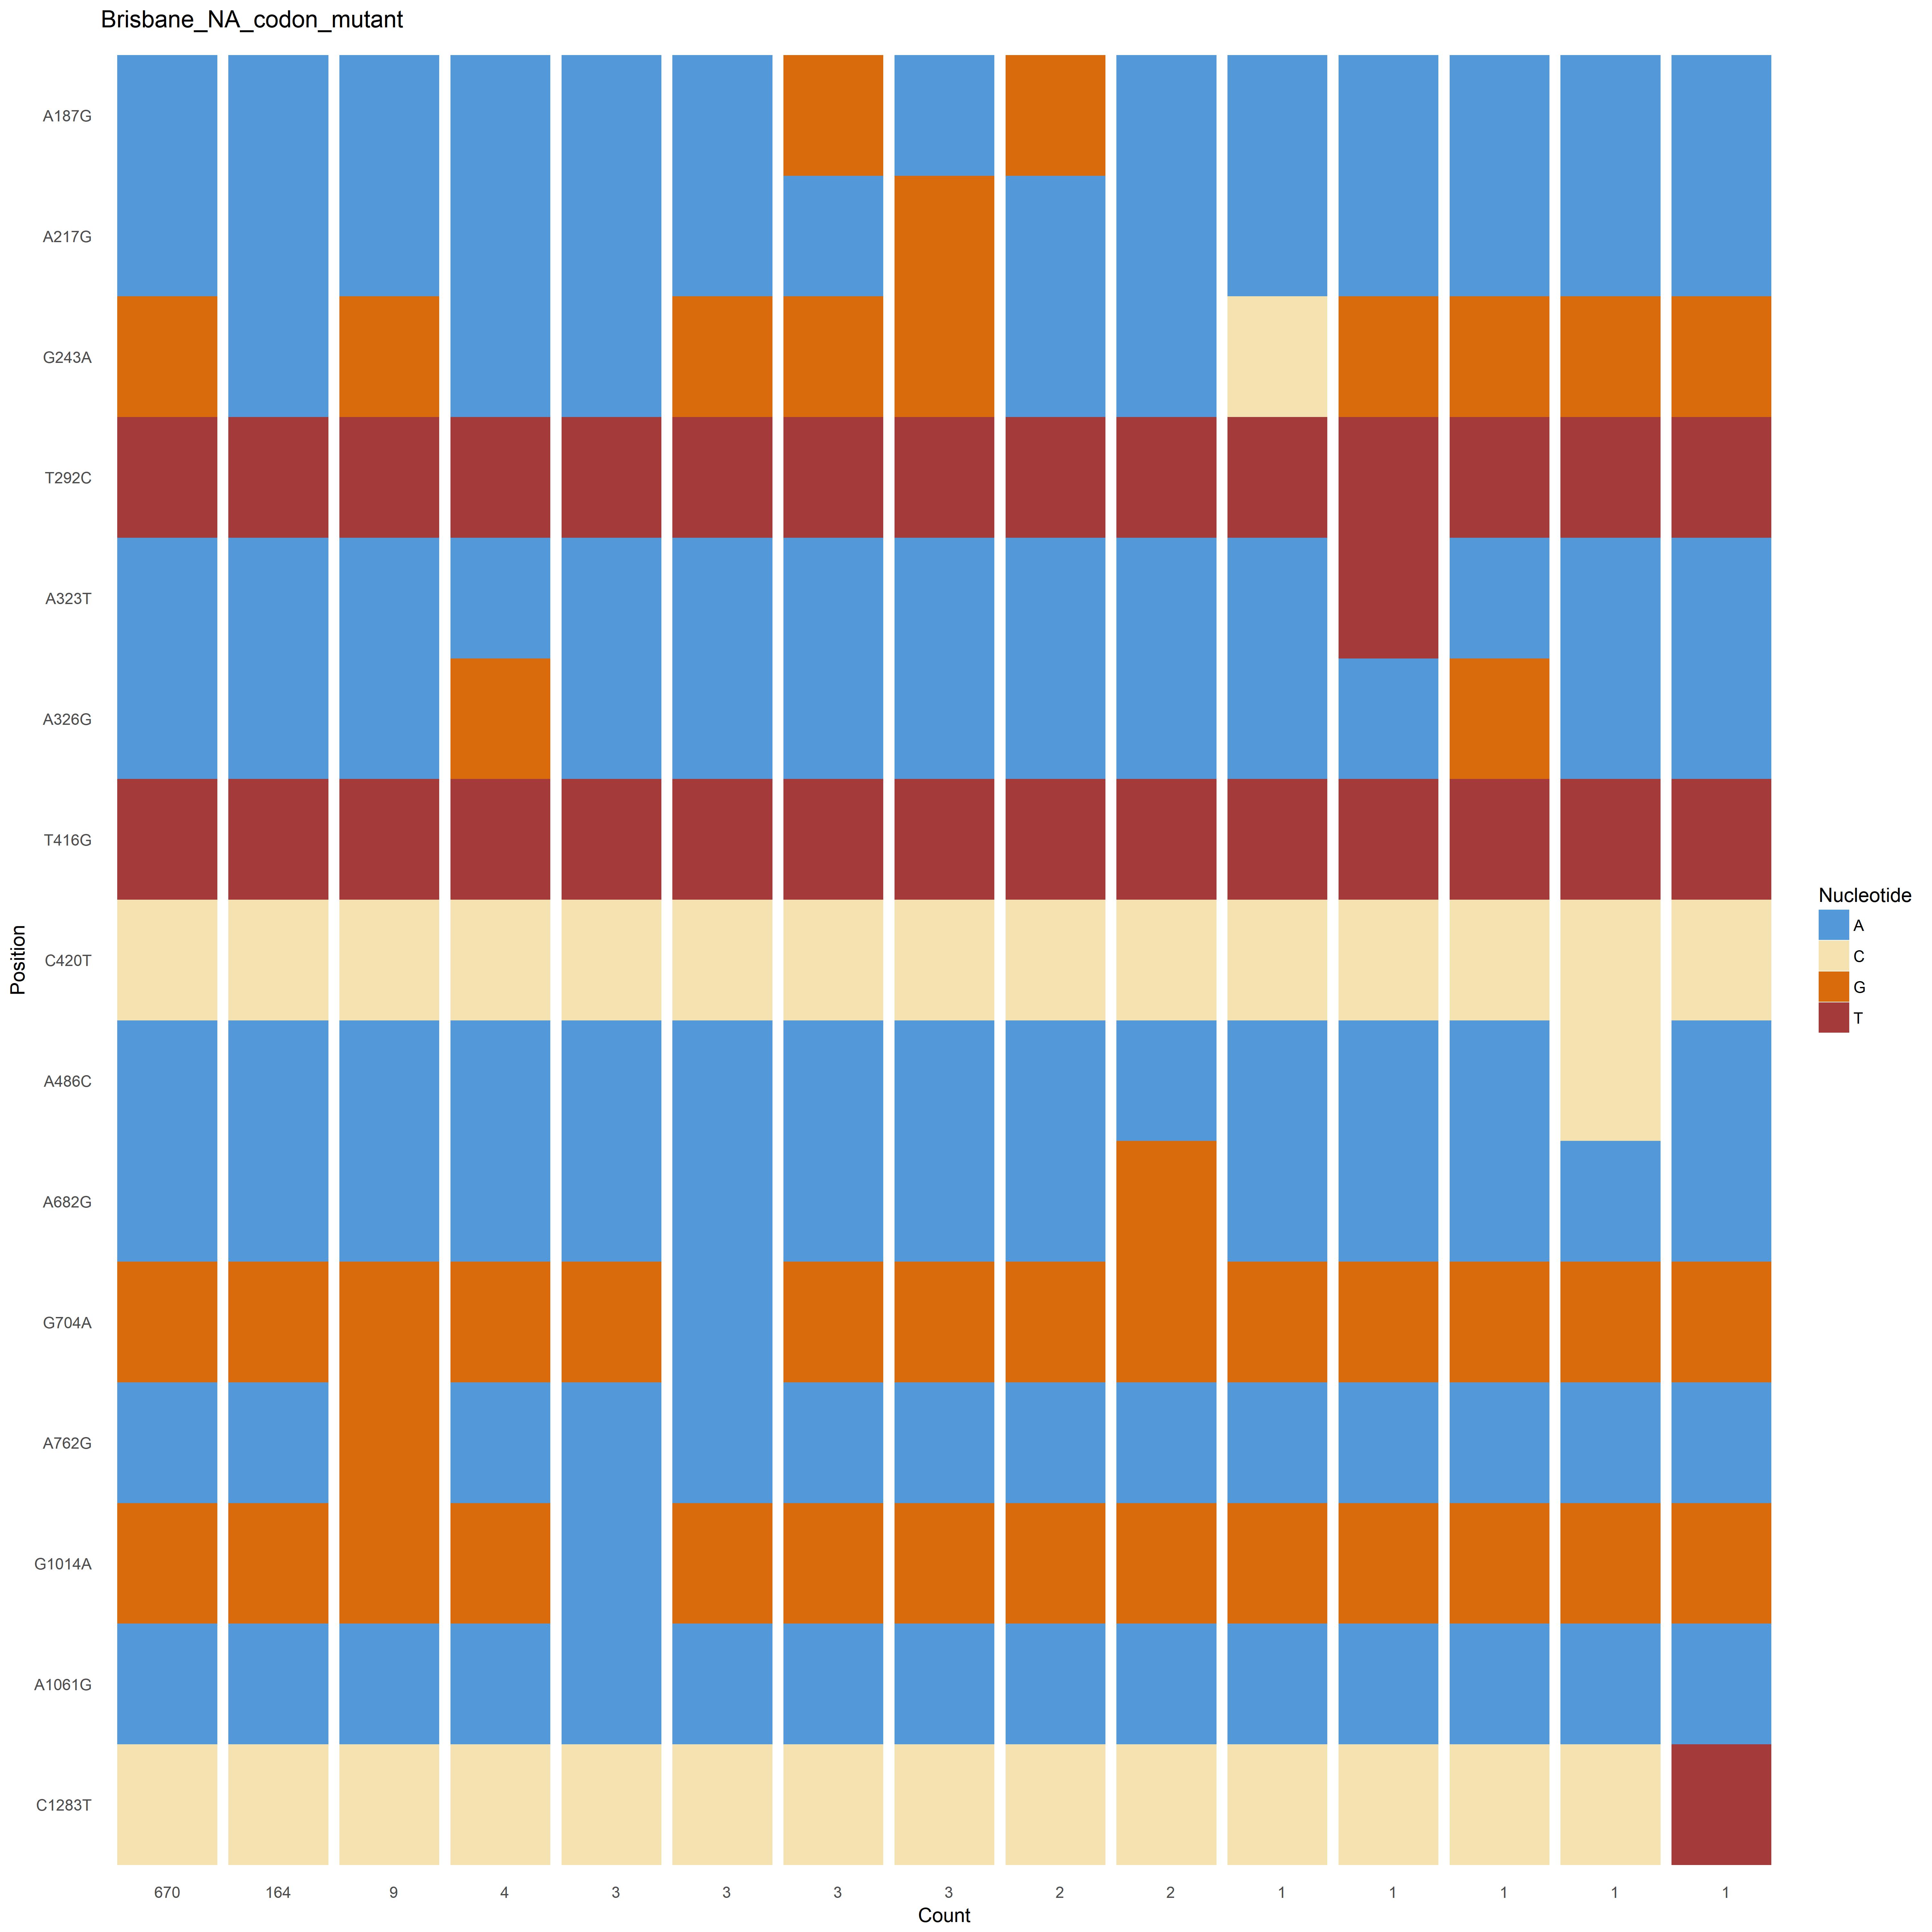 Brisbane_NA_codon_mutant
A187G
A217G
G243A
T292C
A323T
A326G
T416G
C420T
A486C
A682G
G704A
A762G
G1014A
A1061G
C1283T
Position
670 164 9 4 3 3 3 3 2 2 1 1 1 1 1
Count
Nucleotide
A
C
G
T